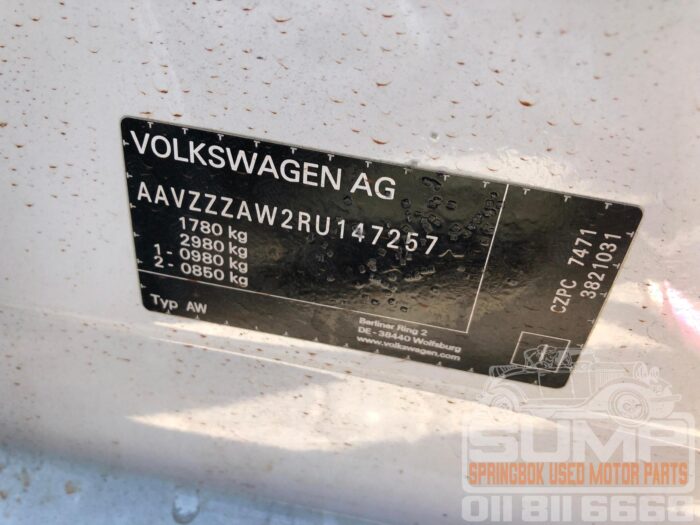 VOLKSWAGEN AG
AAVZZZAW2RU147257
1780 kg
2980 kg
1 - 0980 kg
2 - 0850 kg
Typ AW
Berliner Ring 2
DE - 38440 Wolfsburg
www.volkswagen.com
CZPC 7471
3821031
SUMP
SPRINGBOK USED MOTOR PARTS
011 811 6668